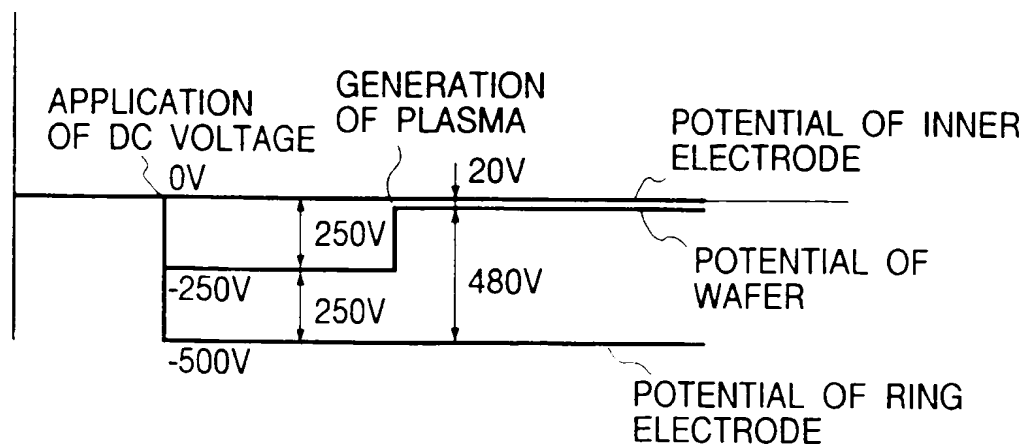 APPLICATION
OF DC VOLTAGE
GENERATION
OF PLASMA
POTENTIAL OF INNER
ELECTRODE
0V
20V
250V
-250V
250V
480V
POTENTIAL OF
WAFER
-500V
POTENTIAL OF RING
ELECTRODE